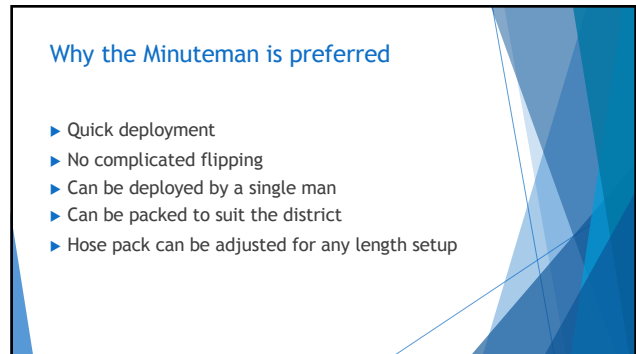 Why the Minuteman is preferred
Quick deployment
No complicated flipping
Can be deployed by a single man
Can be packed to suit the district
Hose pack can be adjusted for any length setup